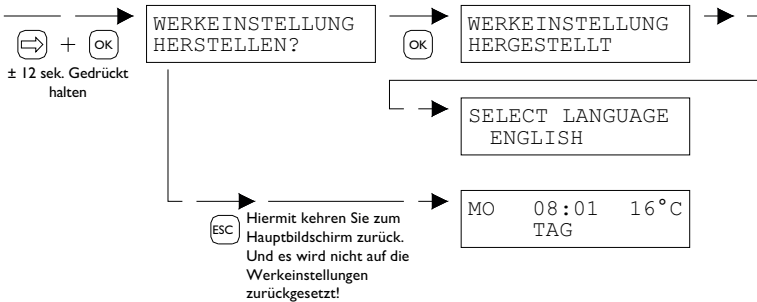 + OK
± 12 sek. Gedrückt
halten
WERKEINSTELLUNG
HERSTELLEN?
OK
WERKEINSTELLUNG
HERGESTELLT
SELECT LANGUAGE
ENGLISH
ESC
Hiermit kehren Sie zum
Hauptbildschirm zurück.
Und es wird nicht auf die
Werkeinstellungen
zurückgesetzt!
MO 08:01 16°C
TAG